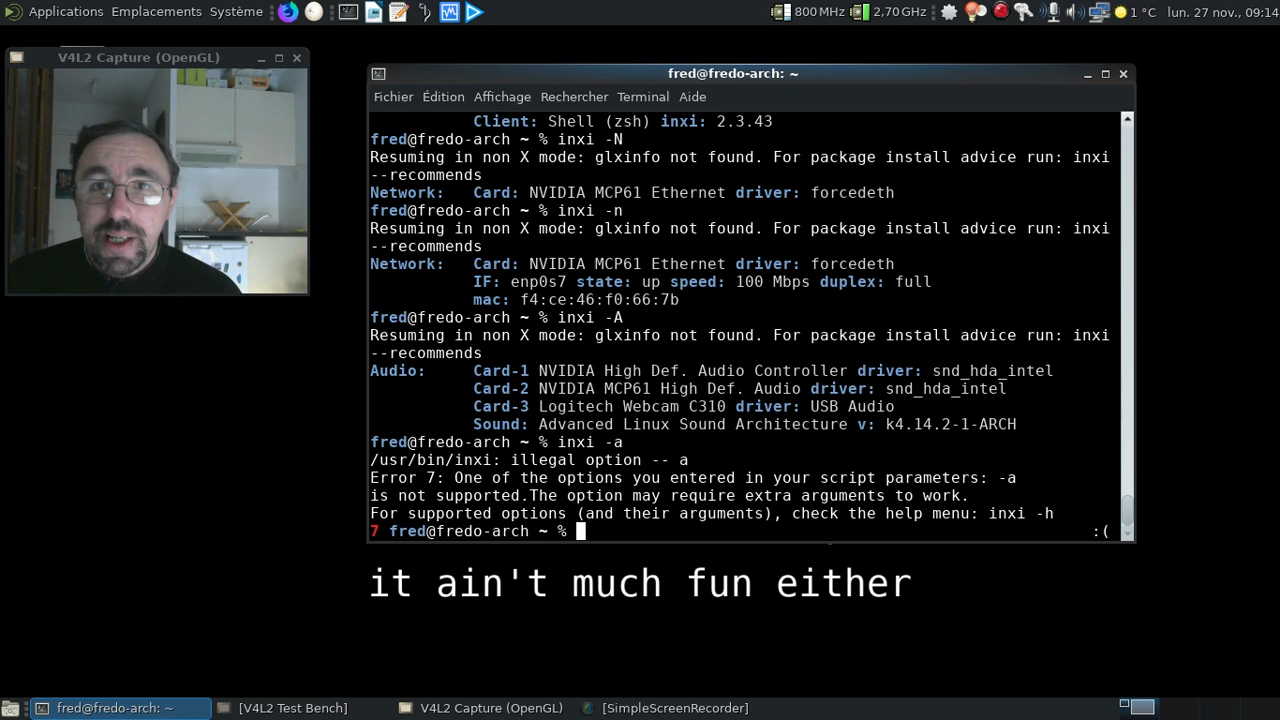 Applications Emplacements Système
800 MHz 2,70 GHz 1 °C lun. 27 nov., 09:14
V4L2 Capture (OpenGL)
fred@fredo-arch: ~
Fichier Édition Affichage Rechercher Terminal Aide
Client: Shell (zsh) inxi: 2.3.43
fred@fredo-arch ~ % inxi -N
Resuming in non X mode: glxinfo not found. For package install advice run: inxi
--recommends
Network: Card: NVIDIA MCP61 Ethernet driver: forcedeth
fred@fredo-arch ~ % inxi -n
Resuming in non X mode: glxinfo not found. For package install advice run: inxi
--recommends
Network: Card: NVIDIA MCP61 Ethernet driver: forcedeth
IF: enp0s7 state: up speed: 100 Mbps duplex: full
mac: f4:ce:46:f0:66:7b
fred@fredo-arch ~ % inxi -A
Resuming in non X mode: glxinfo not found. For package install advice run: inxi
--recommends
Audio: Card-1 NVIDIA High Def. Audio Controller driver: snd_hda_intel
Card-2 NVIDIA MCP61 High Def. Audio driver: snd_hda_intel
Card-3 Logitech Webcam C310 driver: USB Audio
Sound: Advanced Linux Sound Architecture v: k4.14.2-1-ARCH
fred@fredo-arch ~ % inxi -a
/usr/bin/inxi: illegal option -- a
Error 7: One of the options you entered in your script parameters: -a
is not supported.The option may require extra arguments to work.
For supported options (and their arguments), check the help menu: inxi -h
7 fred@fredo-arch ~ % :(
it ain't much fun either
fred@fredo-arch: ~ [V4L2 Test Bench] V4L2 Capture (OpenGL) [SimpleScreenRecorder]